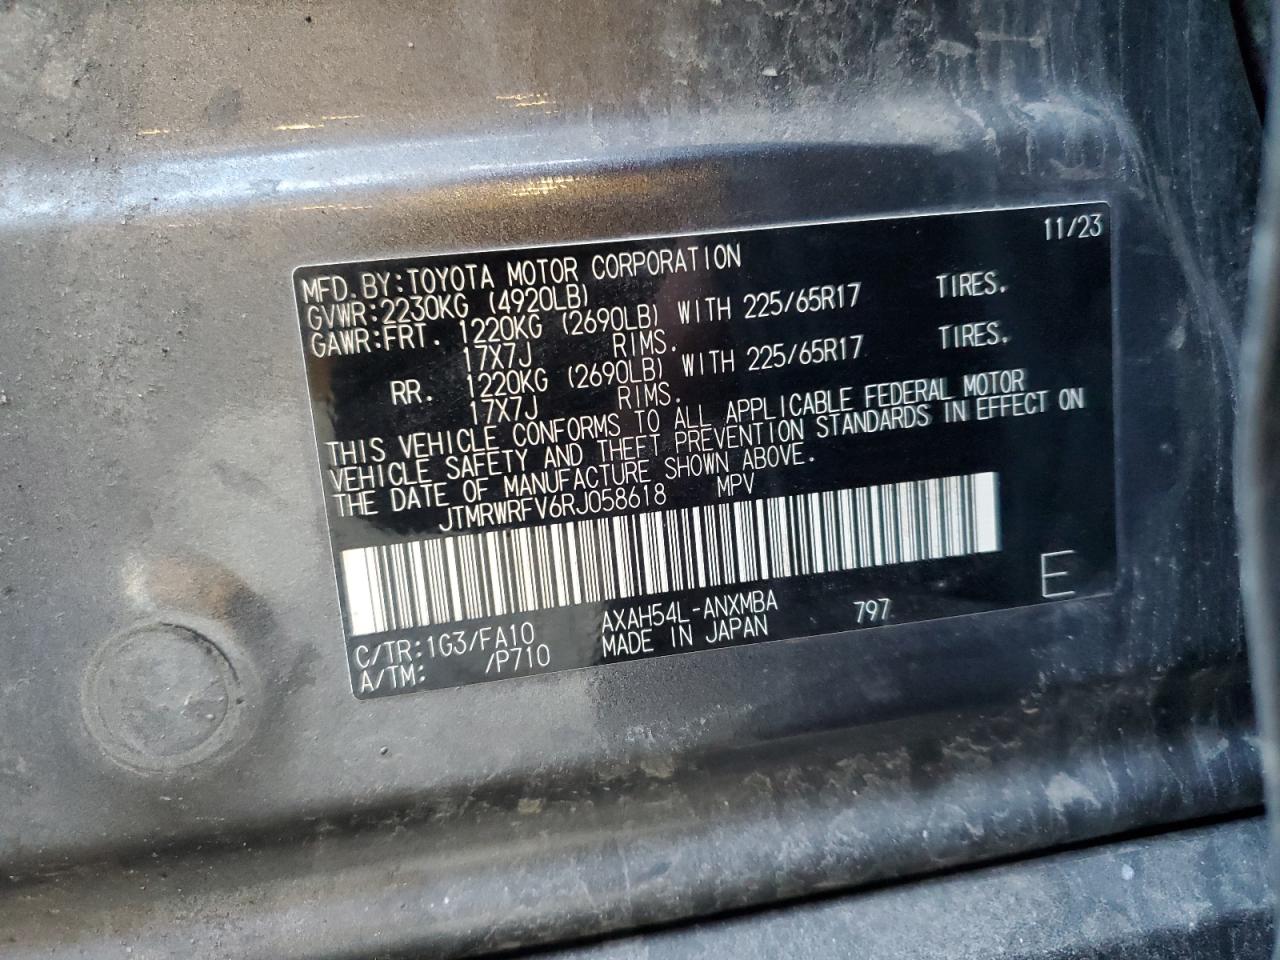 11/23
MFD. BY: TOYOTA MOTOR CORPORATION
GVWR: 2230KG (4920LB)
GAWR: FRT. 1220KG (2690LB) WITH 225/65R17 TIRES.
17X7J RIMS.
RR. 1220KG (2690LB) WITH 225/65R17 TIRES.
17X7J RIMS.
THIS VEHICLE CONFORMS TO ALL APPLICABLE FEDERAL MOTOR
VEHICLE SAFETY AND THEFT PREVENTION STANDARDS IN EFFECT ON
THE DATE OF MANUFACTURE SHOWN ABOVE.
JTMRWRFV6RJ058618 MPV
C/TR: 1G3/FA10 AXAH54L-ANXMBA 797 E
A/TM: /P710 MADE IN JAPAN